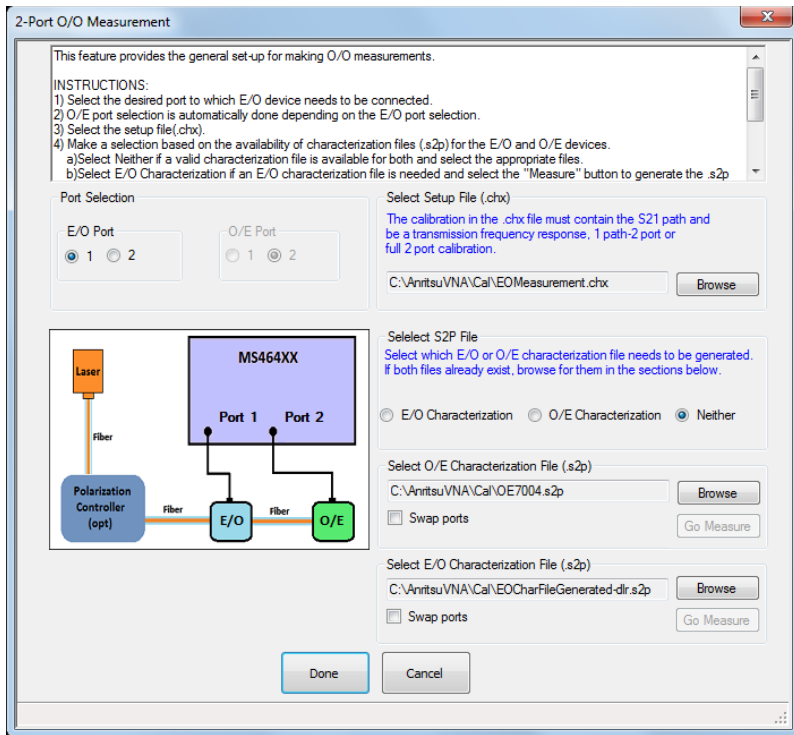 2-Port O/O Measurement
This feature provides the general set-up for making O/O measurements.
INSTRUCTIONS:
1) Select the desired port to which E/O device needs to be connected.
2) O/E port selection is automatically done depending on the E/O port selection.
3) Select the setup file(.chx).
4) Make a selection based on the availability of characterization files (.s2p) for the E/O and O/E devices.
a)Select Neither if a valid characterization file is available for both and select the appropriate files.
b)Select E/O Characterization if an E/O characterization file is needed and select the "Measure" button to generate the .s2p
Port Selection
E/O Port
1
2
O/E Port
1
2
Select Setup File (.chx)
The calibration in the .chx file must contain the S21 path and
be a transmission frequency response, 1 path-2 port or
full 2 port calibration.
C:\AnritsuVNA\Cal\EOMeasurement.chx
Browse
MS464XX
Port 1
Port 2
Laser
Fiber
Polarization
Controller
(opt)
Fiber
E/O
Fiber
O/E
Selelect S2P File
Select which E/O or O/E characterization file needs to be generated.
If both files already exist, browse for them in the sections below.
E/O Characterization
O/E Characterization
Neither
Select O/E Characterization File (.s2p)
C:\AnritsuVNA\Cal\OE7004.s2p
Browse
Swap ports
Go Measure
Select E/O Characterization File (.s2p)
C:\AnritsuVNA\Cal\EOCharFileGenerated-dlr.s2p
Browse
Swap ports
Go Measure
Done
Cancel